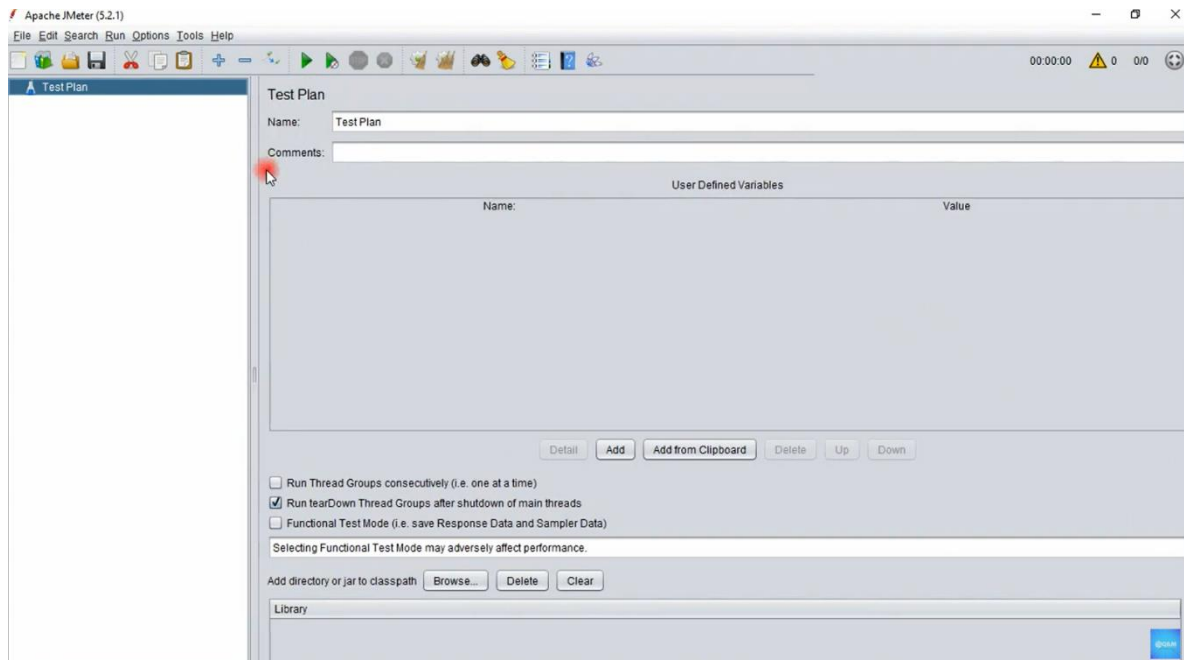 Apache JMeter (5.2.1)
File Edit Search Run Options Tools Help
00:00:00 0 0/0
Test Plan
Test Plan
Name: Test Plan
Comments:
User Defined Variables
Name: Value
Detail Add Add from Clipboard Delete Up Down
Run Thread Groups consecutively (i.e. one at a time)
Run tearDown Thread Groups after shutdown of main threads
Functional Test Mode (i.e. save Response Data and Sampler Data)
Selecting Functional Test Mode may adversely affect performance.
Add directory or jar to classpath Browse... Delete Clear
Library